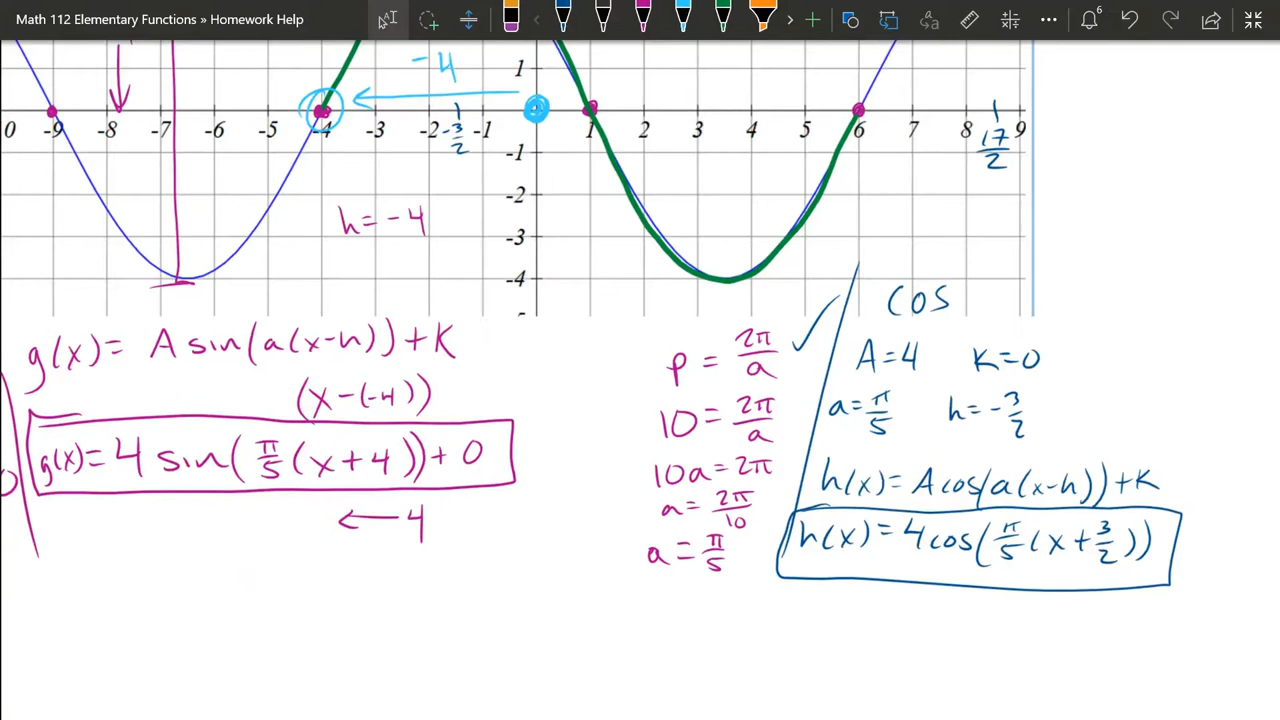 Math 112 Elementary Functions » Homework Help
6
-4
1
0 -9 -8 -7 -6 -5 -4 -3 -2 -1 1 2 3 4 5 6 7 8 9
1
-3/2
1
17/2
-1
-2
-3
-4
h = -4
g(x) = A sin(a(x-h)) + K
(x-(-4))
g(x) = 4 sin(π/5(x+4)) + 0
← 4
p = 2π/a
10 = 2π/a
10a = 2π
a = 2π/10
a = π/5
cos
A=4 K=0
a = π/5 h = -3/2
h(x) = A cos(a(x-h)) + K
h(x) = 4 cos(π/5(x + 3/2))